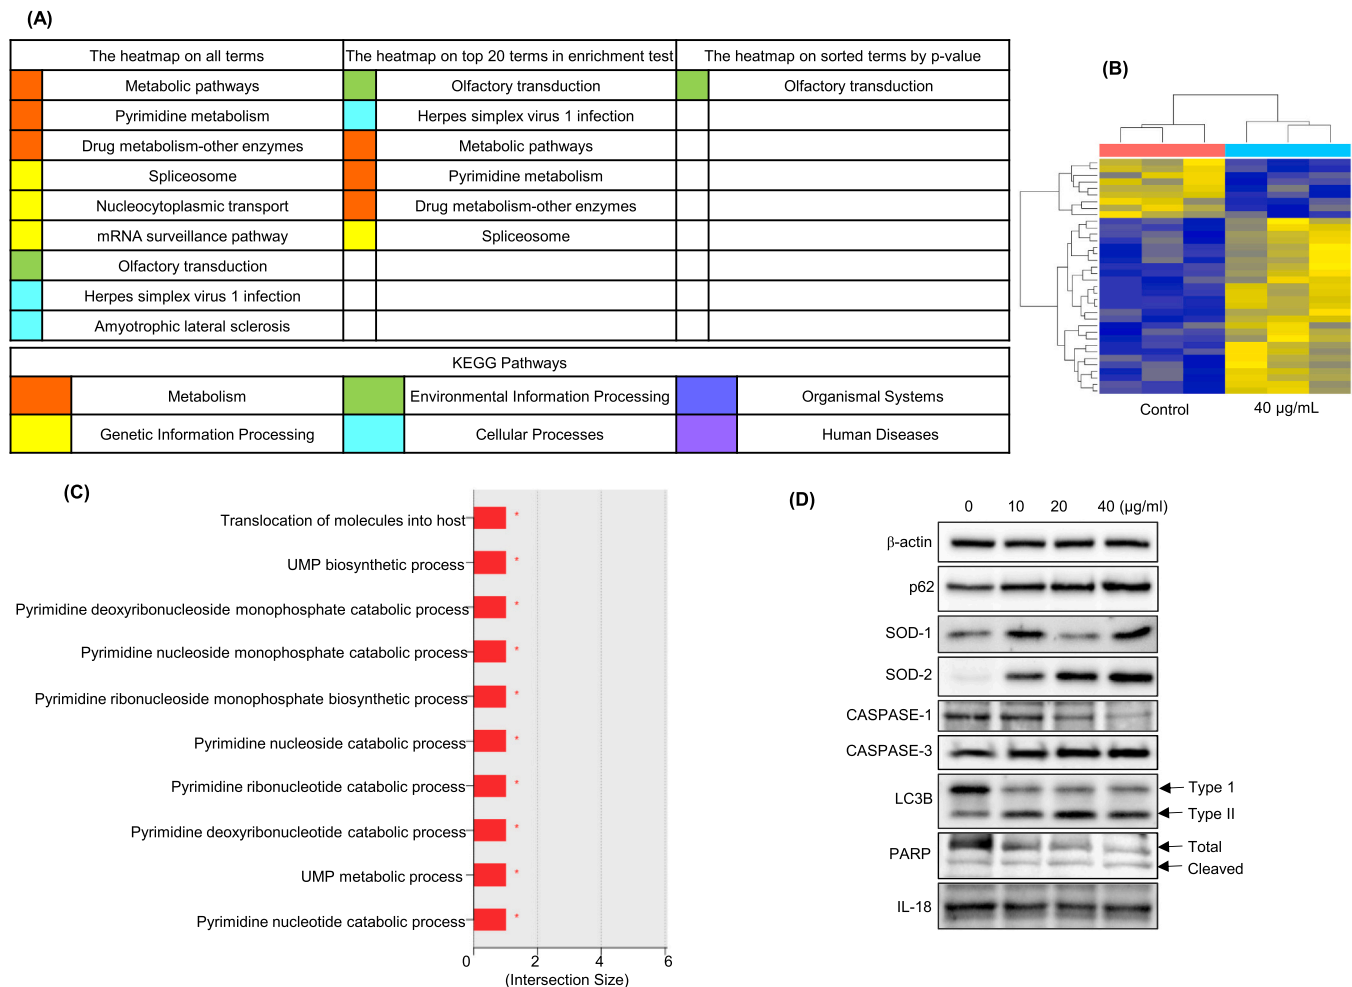 (A)
The heatmap on all terms
The heatmap on top 20 terms in enrichment test
The heatmap on sorted terms by p-value
Metabolic pathways
Olfactory transduction
Olfactory transduction
Pyrimidine metabolism
Herpes simplex virus 1 infection
Drug metabolism-other enzymes
Metabolic pathways
Spliceosome
Pyrimidine metabolism
Nucleocytoplasmic transport
Drug metabolism-other enzymes
mRNA surveillance pathway
Spliceosome
Olfactory transduction
Herpes simplex virus 1 infection
Amyotrophic lateral sclerosis
KEGG Pathways
Metabolism
Environmental Information Processing
Organismal Systems
Genetic Information Processing
Cellular Processes
Human Diseases
(B)
Control
40 µg/mL
(C)
Translocation of molecules into host
*
UMP biosynthetic process
*
Pyrimidine deoxyribonucleoside monophosphate catabolic process
*
Pyrimidine nucleoside monophosphate catabolic process
*
Pyrimidine ribonucleoside monophosphate biosynthetic process
*
Pyrimidine nucleoside catabolic process
*
Pyrimidine ribonucleotide catabolic process
*
Pyrimidine deoxyribonucleotide catabolic process
*
UMP metabolic process
*
Pyrimidine nucleotide catabolic process
*
0 2 4 6
(Intersection Size)
(D)
0 10 20 40 (µg/ml)
β-actin
p62
SOD-1
SOD-2
CASPASE-1
CASPASE-3
LC3B
Type 1
Type II
PARP
Total
Cleaved
IL-18